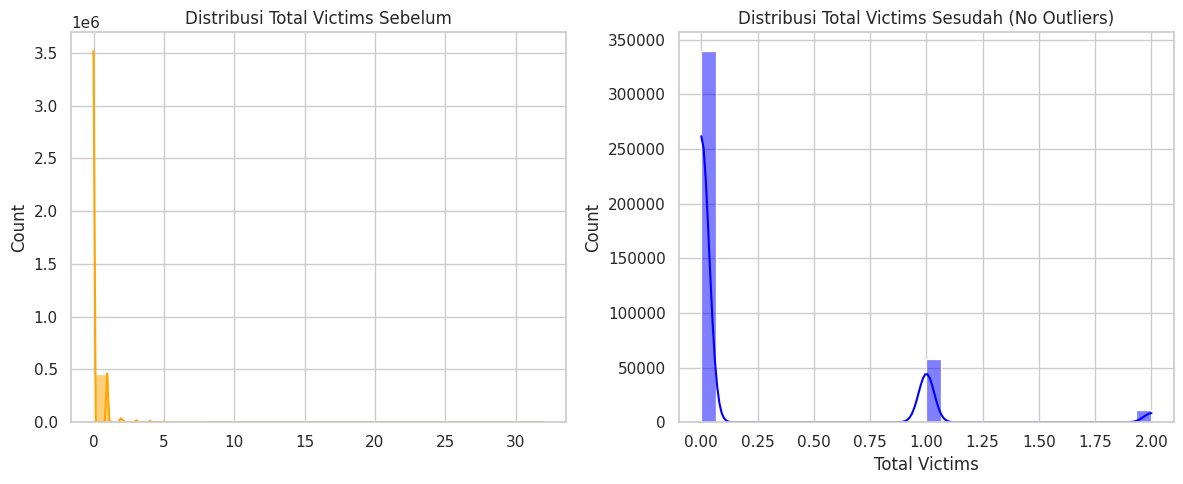 Distribusi Total Victims Sebelum
1e6
3.5
3.0
2.5
2.0
1.5
1.0
0.5
0.0
Count
0 5 10 15 20 25 30
Distribusi Total Victims Sesudah (No Outliers)
350000
300000
250000
200000
150000
100000
50000
0
Count
0.00 0.25 0.50 0.75 1.00 1.25 1.50 1.75 2.00
Total Victims